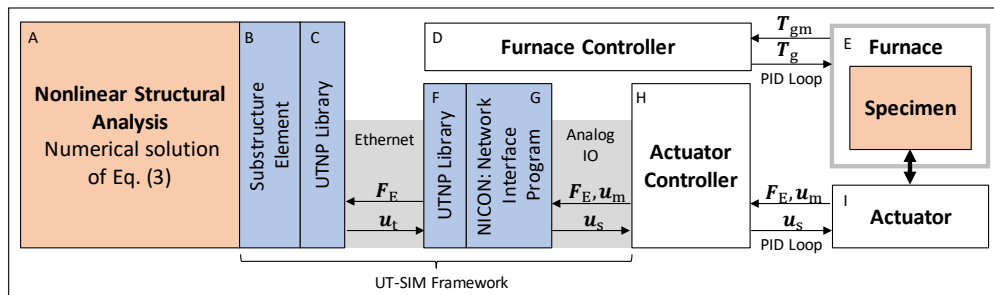 A
Nonlinear Structural
Analysis
Numerical solution
of Eq. (3)
B
Substructure
Element
C
UTNP Library
Ethernet
F_E
u_t
D
Furnace Controller
F
UTNP Library
G
NICON: Network
Interface
Program
Analog
IO
F_E, u_m
u_s
H
Actuator
Controller
T_gm
T_g
PID Loop
E
Furnace
Specimen
F_E, u_m
u_s
PID Loop
I
Actuator
UT-SIM Framework